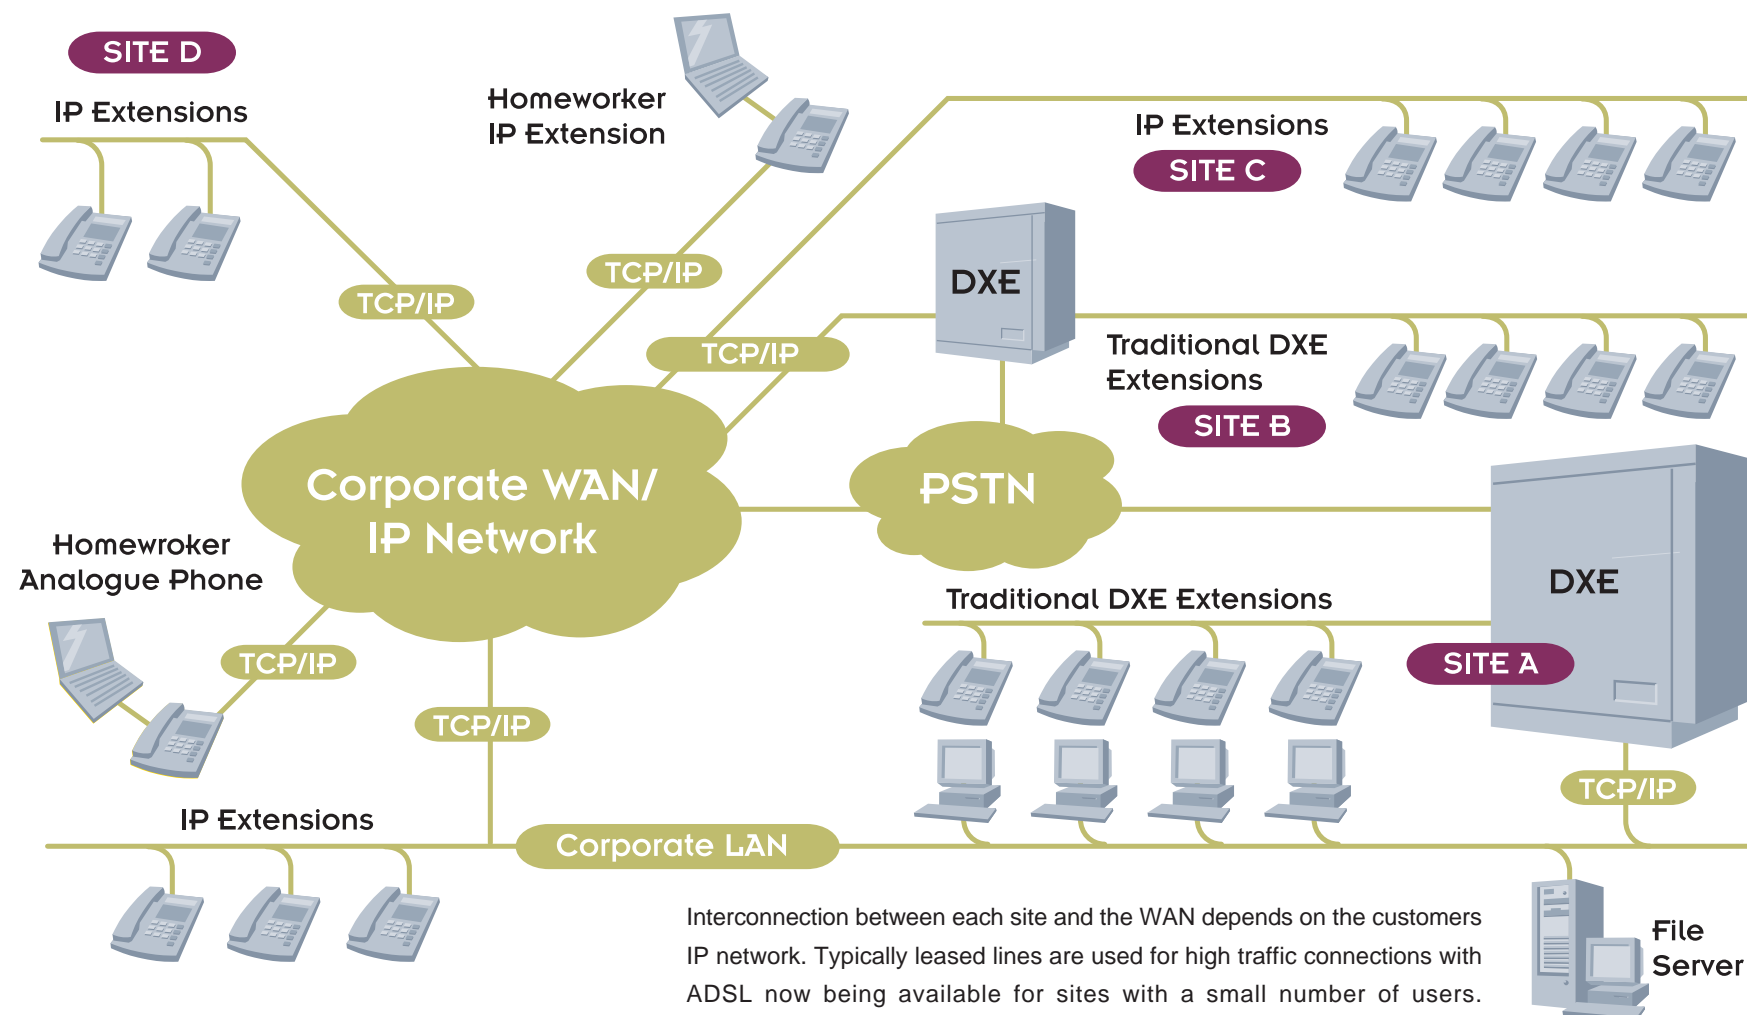 SITE D
IP Extensions
Homeworker
IP Extension
IP Extensions
SITE C
TCP/IP
TCP/IP
TCP/IP
DXE
Traditional DXE
Extensions
SITE B
Corporate WAN/
IP Network
PSTN
DXE
Homewroker
Analogue Phone
TCP/IP
TCP/IP
Traditional DXE Extensions
SITE A
TCP/IP
IP Extensions
Corporate LAN
Interconnection between each site and the WAN depends on the customers
IP network. Typically leased lines are used for high traffic connections with
ADSL now being available for sites with a small number of users.
File
Server